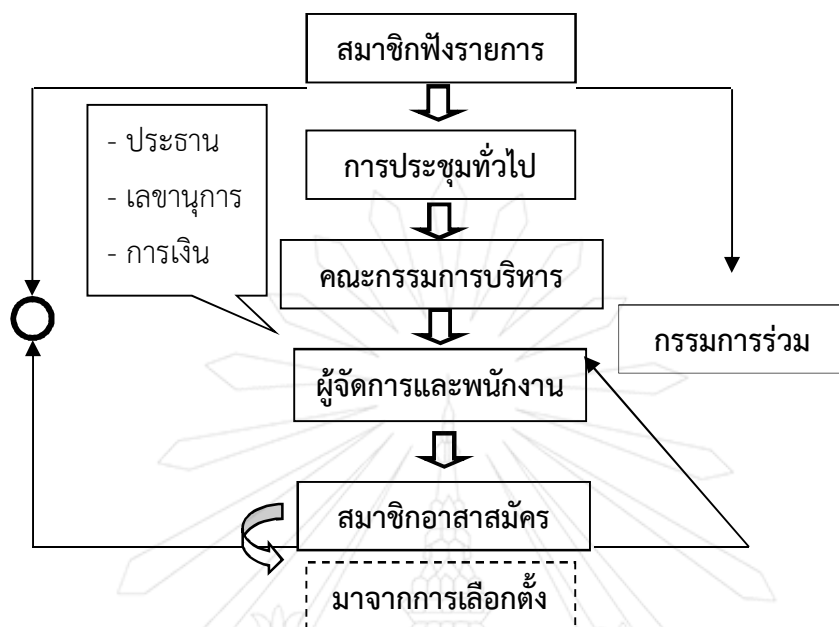 สมาชิกฟังรายการ
- ประธาน
- เลขานุการ
- การเงิน
การประชุมทั่วไป
คณะกรรมการบริหาร
กรรมการร่วม
ผู้จัดการและพนักงาน
สมาชิกอาสาสมัคร
มาจากการเลือกตั้ง